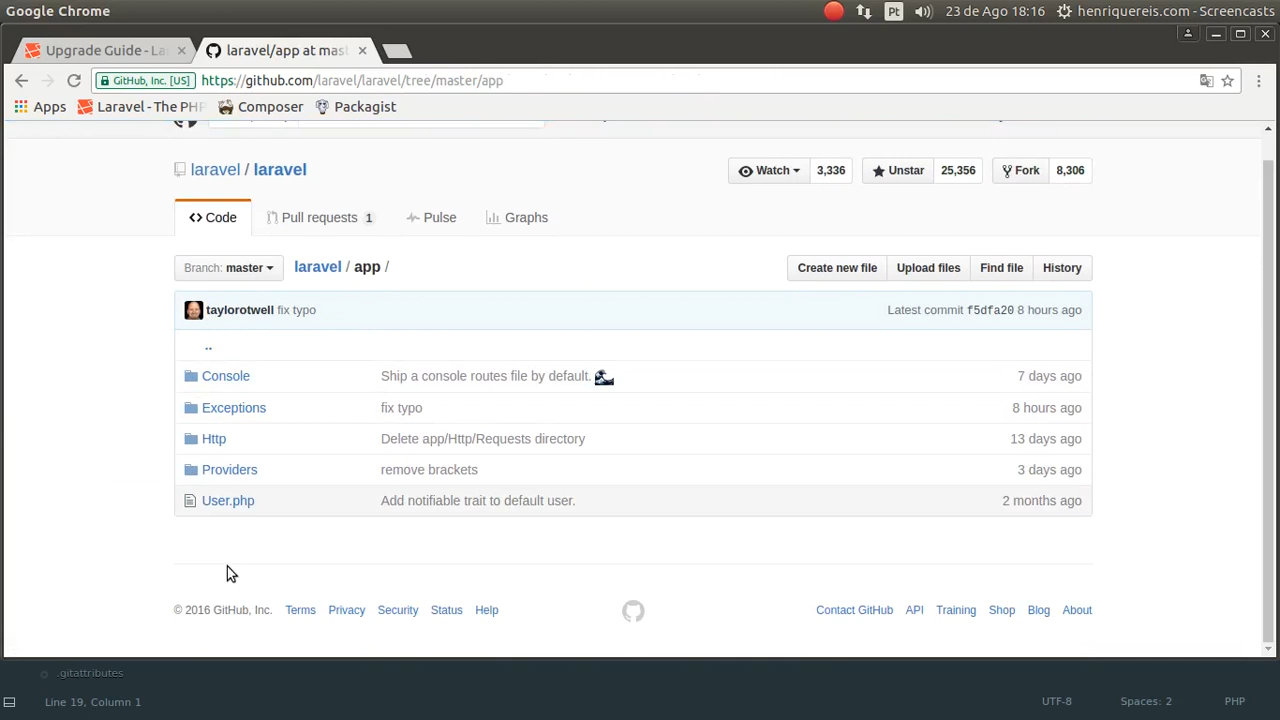 Google Chrome
Pt
23 de Ago 18:16
henriquereis.com - Screencasts
Upgrade Guide - La
laravel/app at mast
GitHub, Inc. [US]
https://github.com/laravel/laravel/tree/master/app
Apps
Laravel - The PHP
Composer
Packagist
laravel / laravel
Watch
3,336
Unstar
25,356
Fork
8,306
Code
Pull requests 1
Pulse
Graphs
Branch: master
laravel / app /
Create new file
Upload files
Find file
History
taylorotwell fix typo
Latest commit f5dfa20 8 hours ago
..
Console Ship a console routes file by default. 7 days ago
Exceptions fix typo 8 hours ago
Http Delete app/Http/Requests directory 13 days ago
Providers remove brackets 3 days ago
User.php Add notifiable trait to default user. 2 months ago
© 2016 GitHub, Inc. Terms Privacy Security Status Help
Contact GitHub API Training Shop Blog About
.gitattributes
Line 19, Column 1
UTF-8
Spaces: 2
PHP